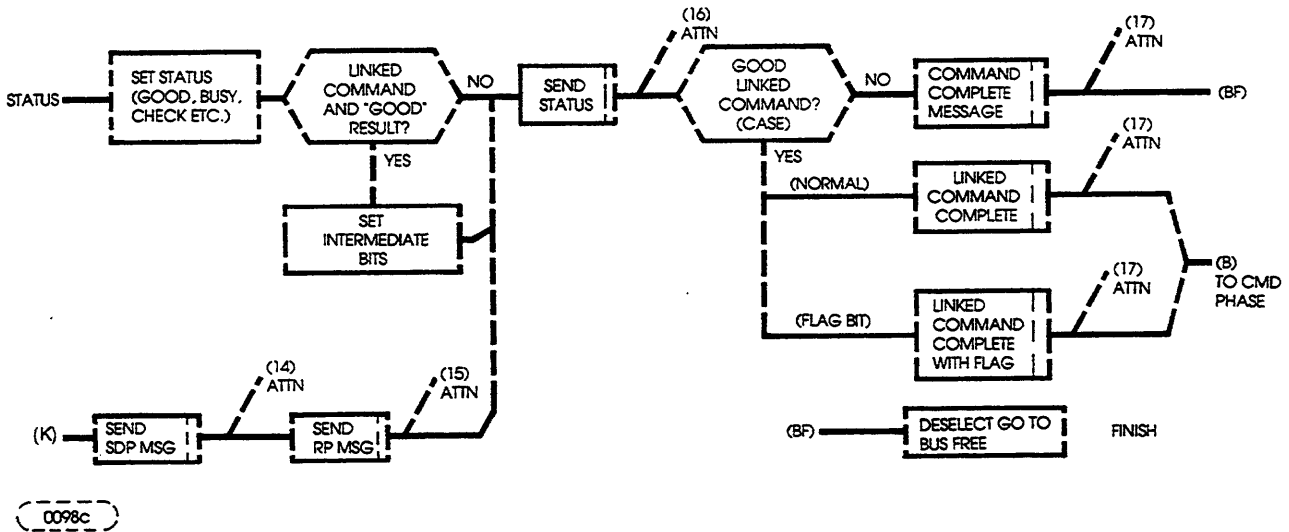 STATUS
SET STATUS
(GOOD, BUSY,
CHECK ETC.)
LINKED
COMMAND
AND "GOOD"
RESULT?
NO
YES
SET
INTERMEDIATE
BITS
SEND
STATUS
(16)
ATTN
GOOD
LINKED
COMMAND?
(CASE)
NO
YES
COMMAND
COMPLETE
MESSAGE
(17)
ATTN
(BF)
(NORMAL)
LINKED
COMMAND
COMPLETE
(17)
ATTN
(B)
TO CMD
PHASE
(FLAG BIT)
LINKED
COMMAND
COMPLETE
WITH FLAG
(17)
ATTN
(K)
SEND
SDP MSG
(14)
ATTN
SEND
RP MSG
(15)
ATTN
(BF)
DESELECT GO TO
BUS FREE
FINISH
0098c